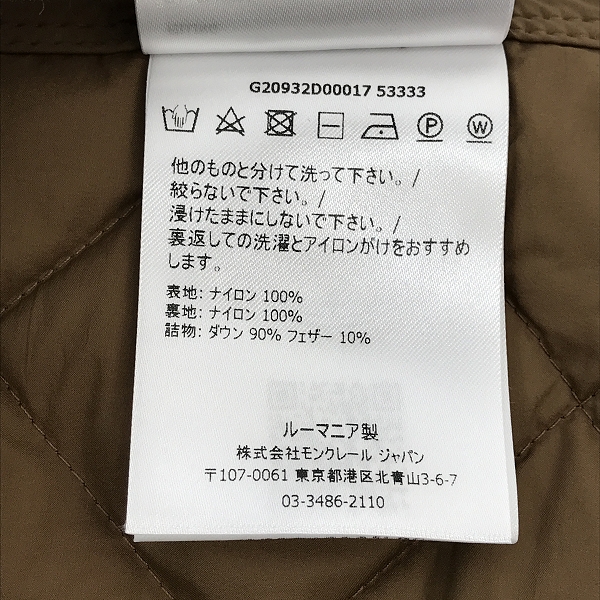 G20932D00017 53333
P
W
他のものと分けて洗って下さい。/
絞らないで下さい。/
浸けたままにしないで下さい。/
裏返しての洗濯とアイロンがけをおすすめ
します。
表地: ナイロン 100%
裏地: ナイロン 100%
詰物: ダウン 90% フェザー 10%
ルーマニア製
株式会社モンクレール ジャパン
〒107-0061 東京都港区北青山3-6-7
03-3486-2110